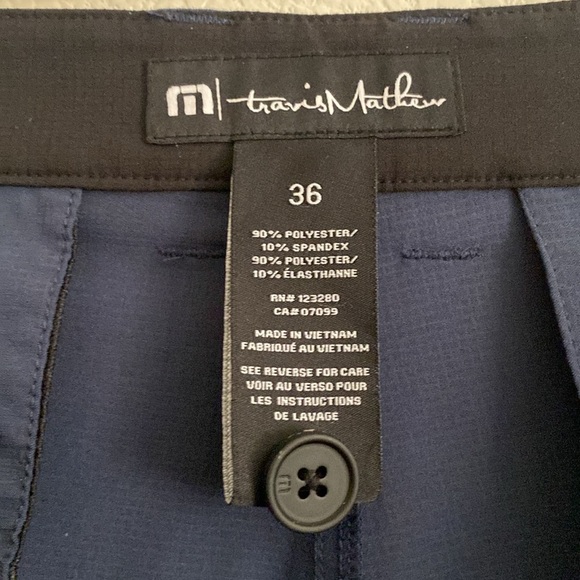 travisMathew
36
90% POLYESTER/
10% SPANDEX
90% POLYESTER/
10% ÉLASTHANNE
RN# 123280
CA# 07099
MADE IN VIETNAM
FABRIQUÉ AU VIETNAM
SEE REVERSE FOR CARE
VOIR AU VERSO POUR
LES INSTRUCTIONS
DE LAVAGE